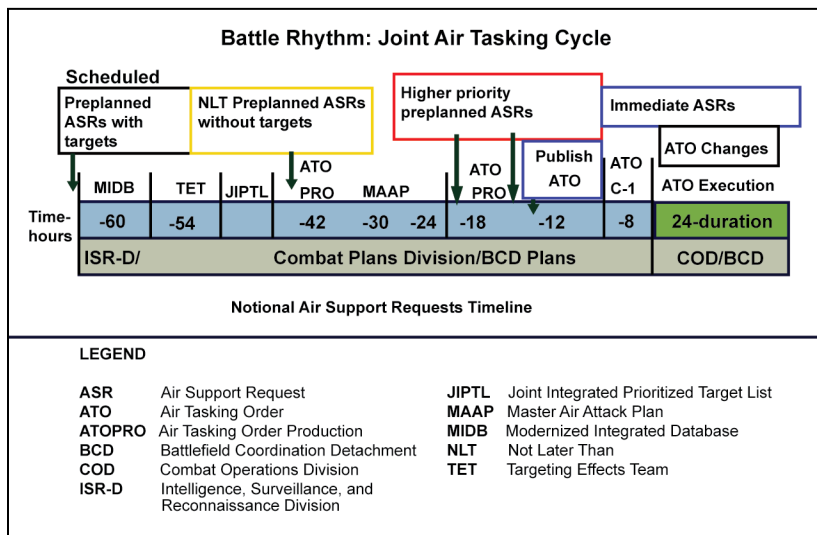 Battle Rhythm: Joint Air Tasking Cycle
Scheduled
Preplanned
ASRs with
targets
NLT Preplanned ASRs
without targets
Higher priority
preplanned ASRs
Immediate ASRs
Publish
ATO
ATO Changes
MIDB
TET
JIPTL
ATO
PRO
MAAP
ATO
PRO
ATO
C-1
ATO Execution
Time-
hours
-60
-54
-42
-30
-24
-18
-12
-8
24-duration
ISR-D/
Combat Plans Division/BCD Plans
COD/BCD
Notional Air Support Requests Timeline
LEGEND
ASR Air Support Request
ATO Air Tasking Order
ATOPRO Air Tasking Order Production
BCD Battlefield Coordination Detachment
COD Combat Operations Division
ISR-D Intelligence, Surveillance, and
Reconnaissance Division
JIPTL Joint Integrated Prioritized Target List
MAAP Master Air Attack Plan
MIDB Modernized Integrated Database
NLT Not Later Than
TET Targeting Effects Team